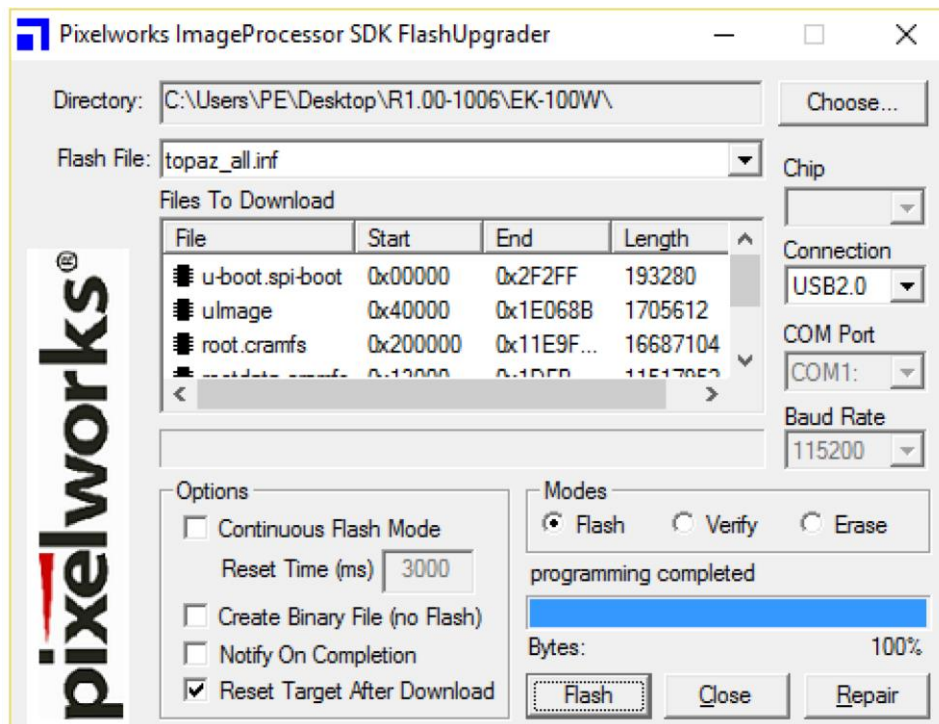 Pixelworks ImageProcessor SDK FlashUpgrader
Directory: C:\Users\PE\Desktop\R1.00-1006\EK-100W\ Choose...
Flash File: topaz_all.inf
Files To Download
File Start End Length
u-boot.spi-boot 0x00000 0x2F2FF 193280
uImage 0x40000 0x1E068B 1705612
root.cramfs 0x200000 0x11E9F... 16687104
Chip
Connection
USB2.0
COM Port
COM1:
Baud Rate
115200
pixelworks®
Options
Continuous Flash Mode
Reset Time (ms) 3000
Create Binary File (no Flash)
Notify On Completion
Reset Target After Download
Modes
Flash Verify Erase
programming completed
Bytes: 100%
Flash Close Repair